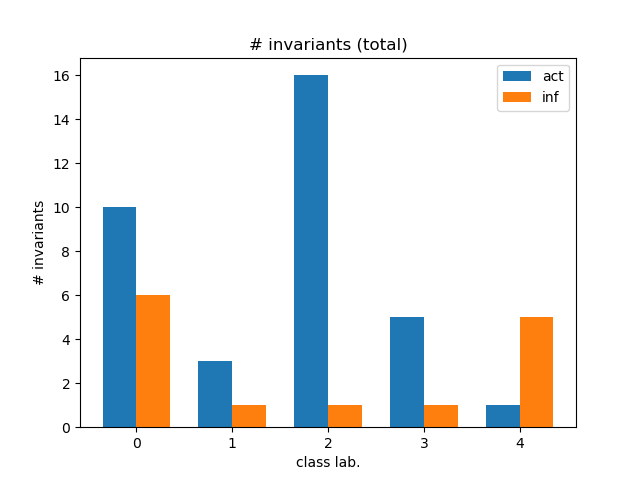 # invariants (total)
act
inf
# invariants
16
14
12
10
8
6
4
2
0
0 1 2 3 4
class lab.